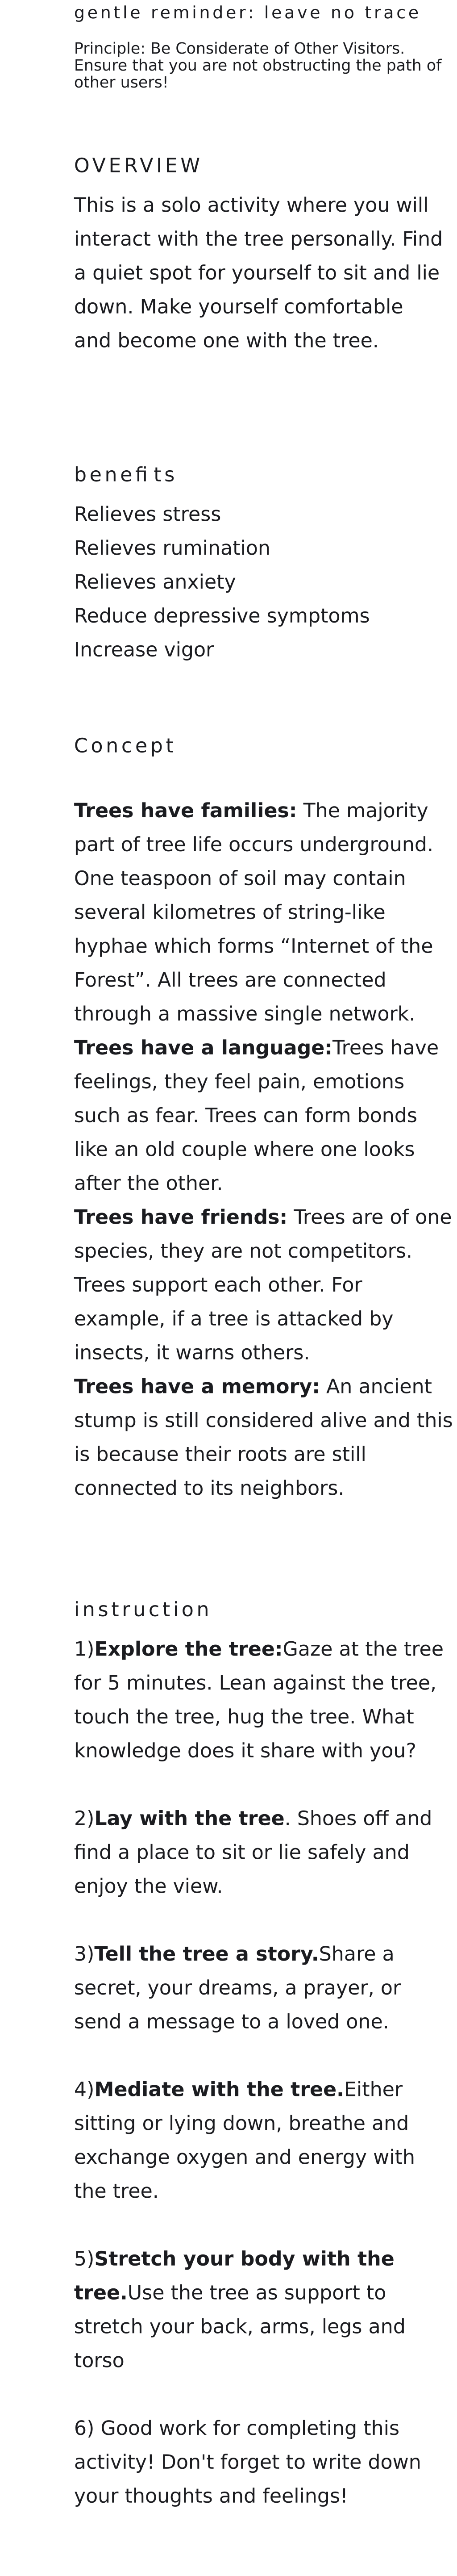 gentle reminder: leave no trace
Principle: Be Considerate of Other Visitors.
Ensure that you are not obstructing the path of
other users!
OVERVIEW
This is a solo activity where you will
interact with the tree personally. Find
a quiet spot for yourself to sit and lie
down. Make yourself comfortable
and become one with the tree.
benefits
Relieves stress
Relieves rumination
Relieves anxiety
Reduce depressive symptoms
Increase vigor
Concept
Trees have families: The majority
part of tree life occurs underground.
One teaspoon of soil may contain
several kilometres of string-like
hyphae which forms “Internet of the
Forest”. All trees are connected
through a massive single network.
Trees have a language:Trees have
feelings, they feel pain, emotions
such as fear. Trees can form bonds
like an old couple where one looks
after the other.
Trees have friends: Trees are of one
species, they are not competitors.
Trees support each other. For
example, if a tree is attacked by
insects, it warns others.
Trees have a memory: An ancient
stump is still considered alive and this
is because their roots are still
connected to its neighbors.
instruction
1)Explore the tree:Gaze at the tree
for 5 minutes. Lean against the tree,
touch the tree, hug the tree. What
knowledge does it share with you?
2)Lay with the tree. Shoes off and
find a place to sit or lie safely and
enjoy the view.
3)Tell the tree a story.Share a
secret, your dreams, a prayer, or
send a message to a loved one.
4)Mediate with the tree.Either
sitting or lying down, breathe and
exchange oxygen and energy with
the tree.
5)Stretch your body with the
tree.Use the tree as support to
stretch your back, arms, legs and
torso
6) Good work for completing this
activity! Don't forget to write down
your thoughts and feelings!